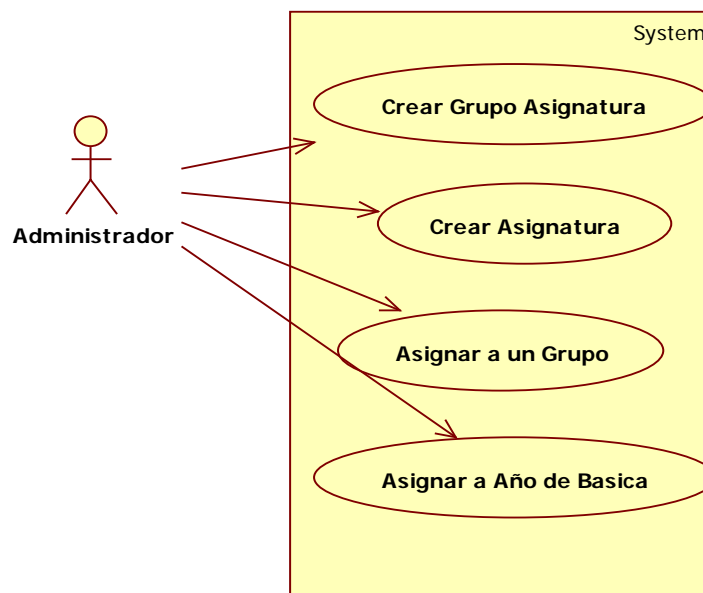 System
Crear Grupo Asignatura
Administrador
Crear Asignatura
Asignar a un Grupo
Asignar a Año de Basica